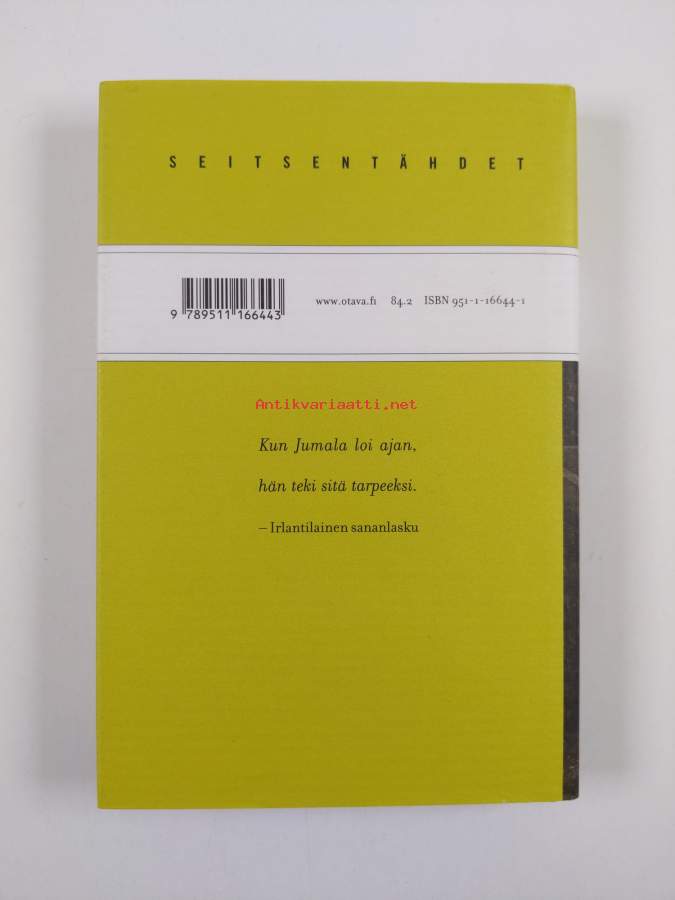 SEITSENTÄHDET
9 789511 166443
www.otava.fi 84.2 ISBN 951-1-16644-1
Antikvariaatti.net
Kun Jumala loi ajan,
hän teki sitä tarpeeksi.
– Irlantilainen sananlasku